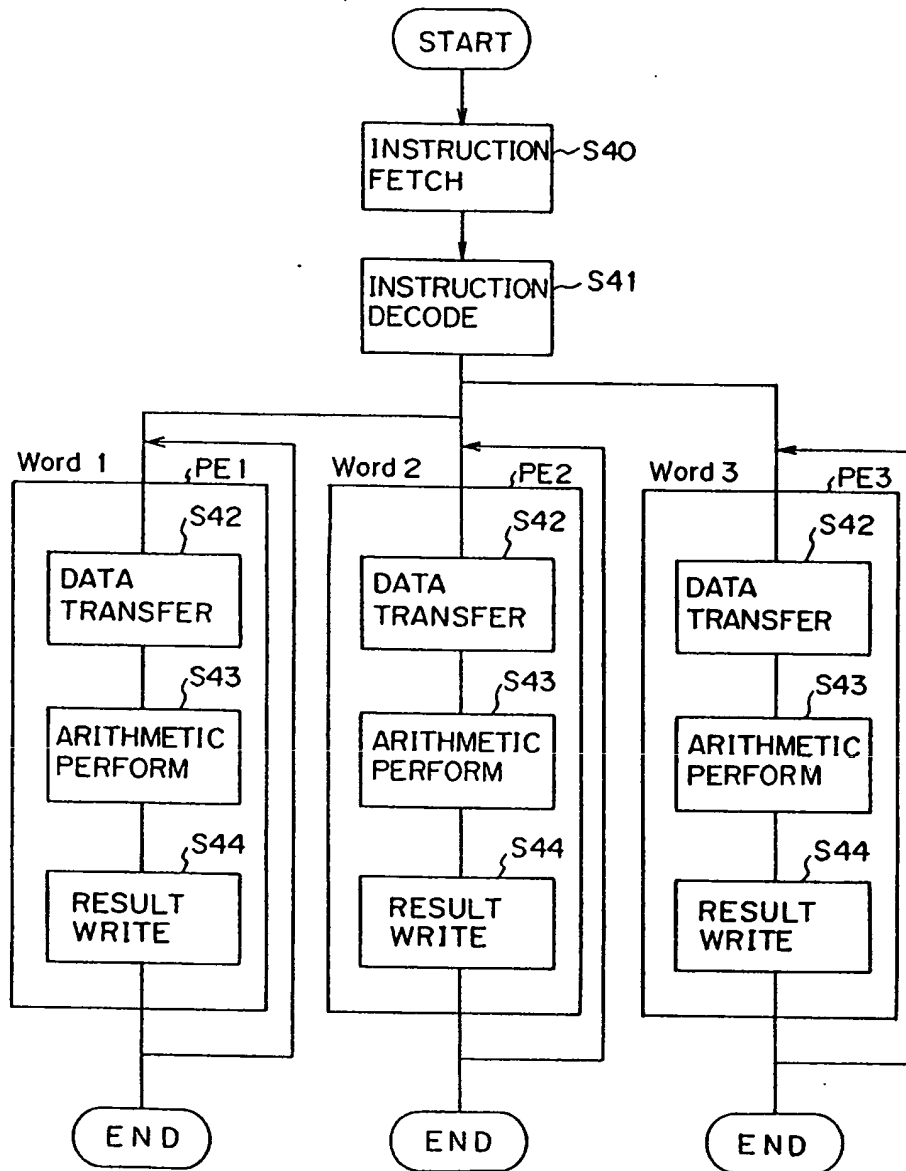 START
INSTRUCTION
FETCH
S40
INSTRUCTION
DECODE
S41
Word 1
PE1
S42
DATA
TRANSFER
S43
ARITHMETIC
PERFORM
S44
RESULT
WRITE
END
Word 2
PE2
S42
DATA
TRANSFER
S43
ARITHMETIC
PERFORM
S44
RESULT
WRITE
END
Word 3
PE3
S42
DATA
TRANSFER
S43
ARITHMETIC
PERFORM
S44
RESULT
WRITE
END